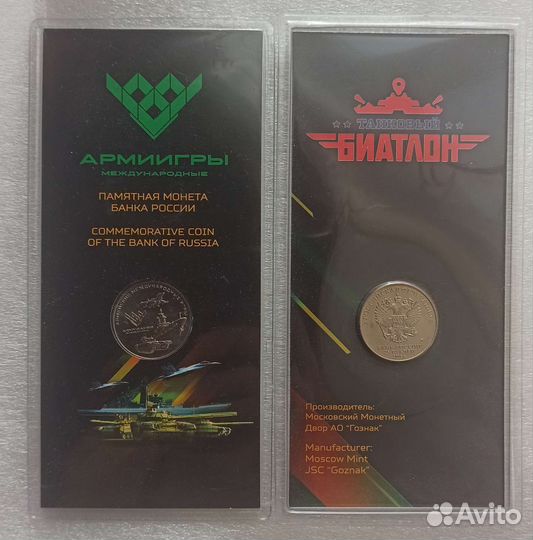 АРМИИГРЫ
МЕЖДУНАРОДНЫЕ
ПАМЯТНАЯ МОНЕТА
БАНКА РОССИИ
COMMEMORATIVE COIN
OF THE BANK OF RUSSIA
ТАНКОВЫЙ
БИАТЛОН
Производитель:
Московский Монетный
Двор АО "Гознак"
Manufacturer:
Moscow Mint
JSC "Goznak"
Avito